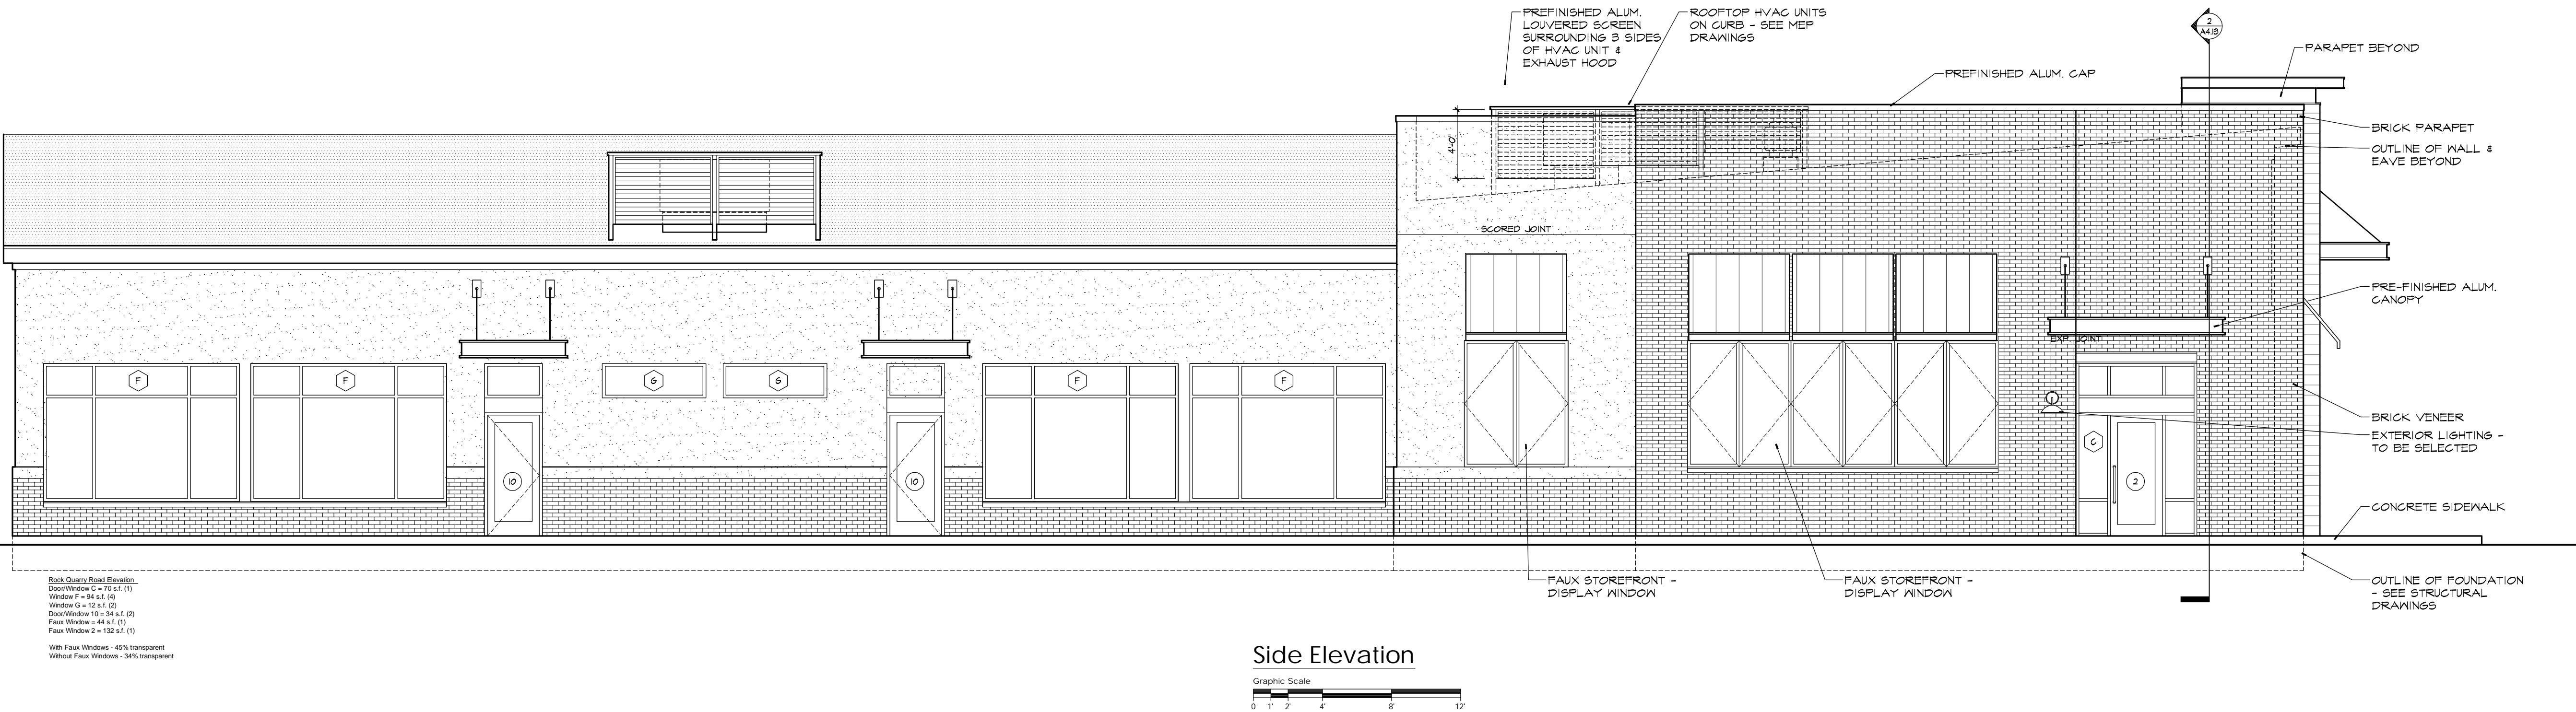 PREFINISHED ALUM.
LOUVERED SCREEN
SURROUNDING 3 SIDES
OF HVAC UNIT &
EXHAUST HOOD
ROOFTOP HVAC UNITS
ON CURB - SEE MEP
DRAWINGS
2
A4.13
PARAPET BEYOND
PREFINISHED ALUM. CAP
BRICK PARAPET
OUTLINE OF WALL &
EAVE BEYOND
4'-0"
SCORED JOINT
PRE-FINISHED ALUM.
CANOPY
EXP. JOINT
F
F
G
G
F
F
BRICK VENEER
EXTERIOR LIGHTING -
TO BE SELECTED
C
10
10
2
CONCRETE SIDEWALK
FAUX STOREFRONT -
DISPLAY WINDOW
FAUX STOREFRONT -
DISPLAY WINDOW
OUTLINE OF FOUNDATION
- SEE STRUCTURAL
DRAWINGS
Rock Quarry Road Elevation
Door/Window C = 70 s.f. (1)
Window F = 94 s.f. (4)
Window G = 12 s.f. (2)
Door/Window 10 = 34 s.f. (2)
Faux Window = 44 s.f. (1)
Faux Window 2 = 132 s.f. (1)
With Faux Windows - 45% transparent
Without Faux Windows - 34% transparent
Side Elevation
Graphic Scale
0 1' 2' 4' 8' 12'